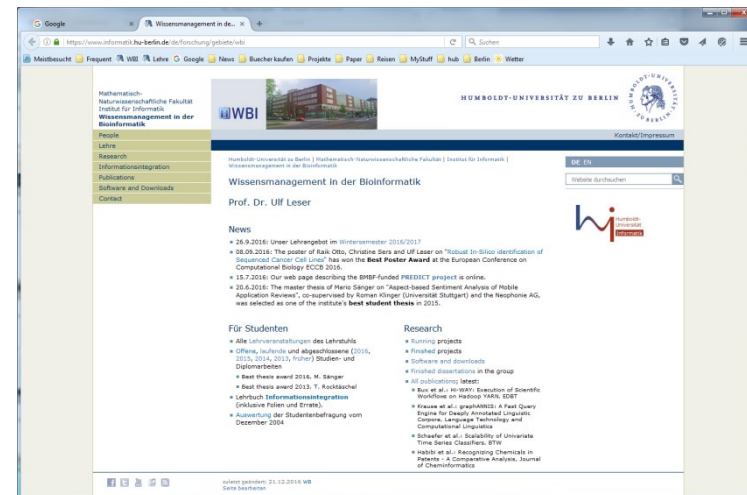 Google
Wissensmanagement in de...
https://www.informatik.hu-berlin.de/de/forschung/gebiete/wbi
Suchen
Meistbesucht Frequent WBI Lehre Google News Buecher kaufen Projekte Paper Reisen MyStuff hub Berlin Wetter
Mathematisch-
Naturwissenschaftliche Fakultät
Institut für Informatik
Wissensmanagement in der
Bioinformatik
WBI
HUMBOLDT-UNIVERSITÄT ZU BERLIN
People
Lehre
Research
Informationsintegration
Publications
Software and Downloads
Contact
Kontakt/Impressum
Humboldt-Universität zu Berlin | Mathematisch-Naturwissenschaftliche Fakultät | Institut für Informatik |
Wissensmanagement in der Bioinformatik
DE EN
Website durchsuchen
Wissensmanagement in der Bioinformatik
Prof. Dr. Ulf Leser
Humboldt-
Universität
Informatik
News
26.9.2016: Unser Lehrangebot im Wintersemester 2016/2017
08.09.2016: The poster of Raik Otto, Christine Sers and Ulf Leser on "Robust In-Silico identification of
Sequenced Cancer Cell Lines" has won the Best Poster Award at the European Conference on
Computational Biology ECCB 2016.
15.7.2016: Our web page describing the BMBF-funded PREDICT project is online.
20.6.2016: The master thesis of Mario Sänger on "Aspect-based Sentiment Analysis of Mobile
Application Reviews", co-supervised by Roman Klinger (Universität Stuttgart) and the Neophonie AG,
was selected as one of the institute's best student thesis in 2015.
Für Studenten
Alle Lehrveranstaltungen des Lehrstuhls
Offene, laufende und abgeschlossene (2016,
2015, 2014, 2013, früher) Studien- und
Diplomarbeiten
Best thesis award 2016, M. Sänger
Best thesis award 2013, T. Rocktäschel
Lehrbuch Informationsintegration
(inklusive Folien und Errate).
Auswertung der Studentenbefragung vom
Dezember 2004
Research
Running projects
Finished projects
Software and downloads
Finished dissertations in the group
All publications; latest:
Bux et al.: Hi-WAY: Execution of Scientific
Workflows on Hadoop YARN, EDBT
Krause et al.: graphANNIS: A Fast Query
Engine for Deeply Annotated Linguistic
Corpora. Language Technology and
Computational Linguistics
Schaefer et al.: Scalability of Univariate
Time Series Classifiers. BTW
Habibi et al.: Recognizing Chemicals in
Patents - A Comparative Analysis, Journal
of Cheminformatics
zuletzt geändert: 21.12.2016 WB
Seite bearbeiten